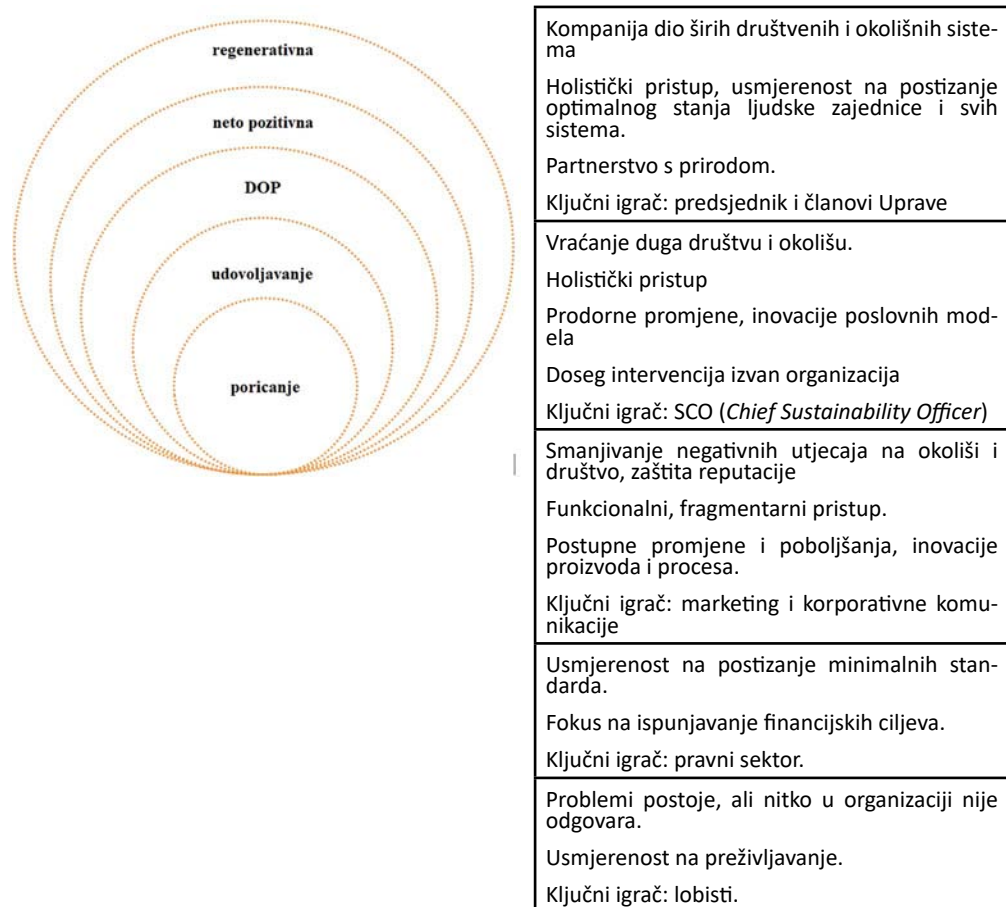 regenerativna
neto pozitivna
DOP
udovoljavanje
poricanje
Kompanija dio širih društvenih i okolišnih siste-
ma
Holistički pristup, usmjerenost na postizanje
optimalnog stanja ljudske zajednice i svih
sistema.
Partnerstvo s prirodom.
Ključni igrač: predsjednik i članovi Uprave
Vraćanje duga društvu i okolišu.
Holistički pristup
Prodorne promjene, inovacije poslovnih mod-
ela
Doseg intervencija izvan organizacija
Ključni igrač: SCO (Chief Sustainability Officer)
Smanjivanje negativnih utjecaja na okoliši i
društvo, zaštita reputacije
Funkcionalni, fragmentarni pristup.
Postupne promjene i poboljšanja, inovacije
proizvoda i procesa.
Ključni igrač: marketing i korporativne komu-
nikacije
Usmjerenost na postizanje minimalnih stan-
darda.
Fokus na ispunjavanje financijskih ciljeva.
Ključni igrač: pravni sektor.
Problemi postoje, ali nitko u organizaciji nije
odgovara.
Usmjerenost na preživljavanje.
Ključni igrač: lobisti.